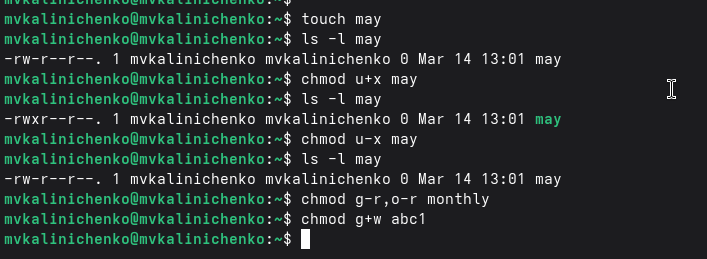 mvkalinichenko@mvkalinichenko:~$ touch may
mvkalinichenko@mvkalinichenko:~$ ls -l may
-rw-r--r--. 1 mvkalinichenko mvkalinichenko 0 Mar 14 13:01 may
mvkalinichenko@mvkalinichenko:~$ chmod u+x may
mvkalinichenko@mvkalinichenko:~$ ls -l may
-rwxr--r--. 1 mvkalinichenko mvkalinichenko 0 Mar 14 13:01 may
mvkalinichenko@mvkalinichenko:~$ chmod u-x may
mvkalinichenko@mvkalinichenko:~$ ls -l may
-rw-r--r--. 1 mvkalinichenko mvkalinichenko 0 Mar 14 13:01 may
mvkalinichenko@mvkalinichenko:~$ chmod g-r,o-r monthly
mvkalinichenko@mvkalinichenko:~$ chmod g+w abc1
mvkalinichenko@mvkalinichenko:~$